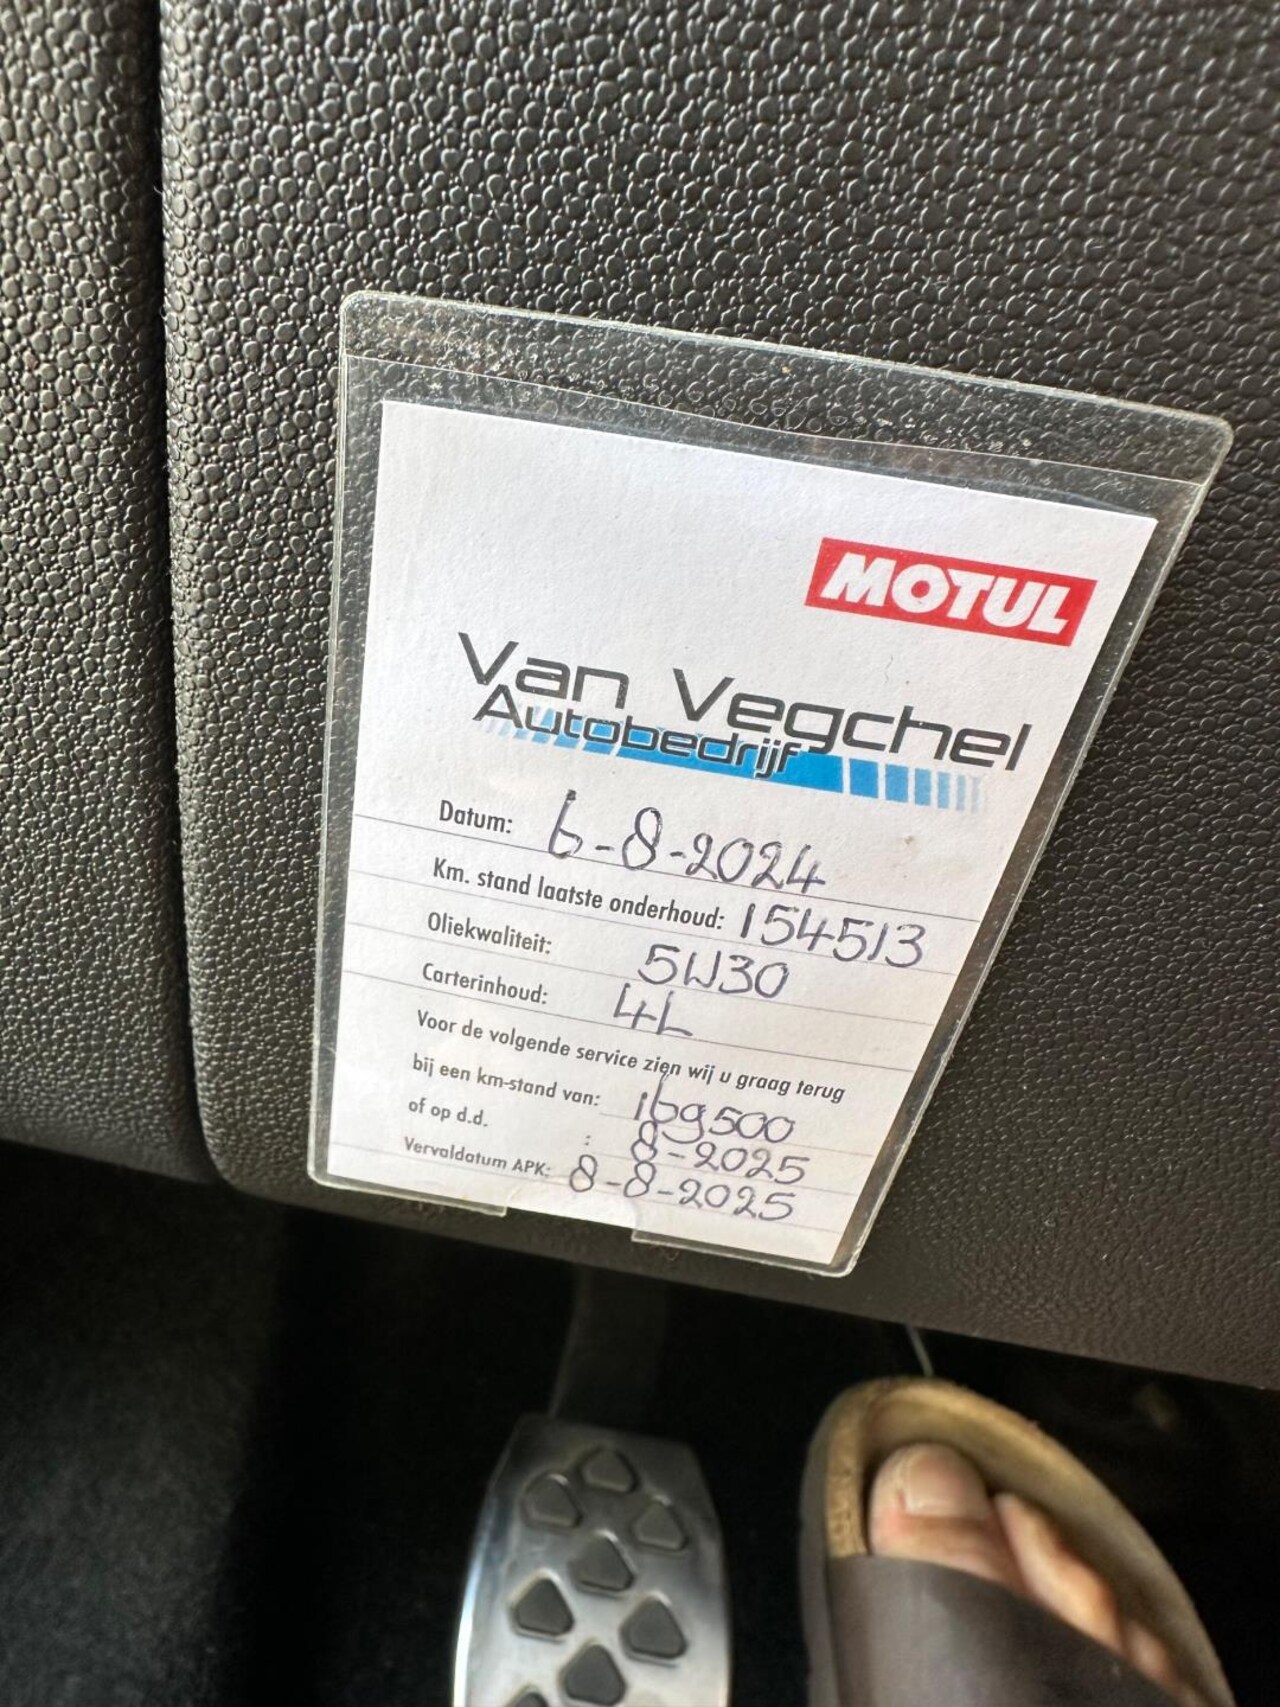 MOTUL
Van Vegchel
Autobedrijf
Datum: 6-8-2024
Km. stand laatste onderhoud: 154513
Oliekwaliteit: 5W30
Carterinhoud: 4L
Voor de volgende service zien wij u graag terug
bij een km-stand van: 169500
of op d.d. : 8-2025
Vervaldatum APK: 8-8-2025